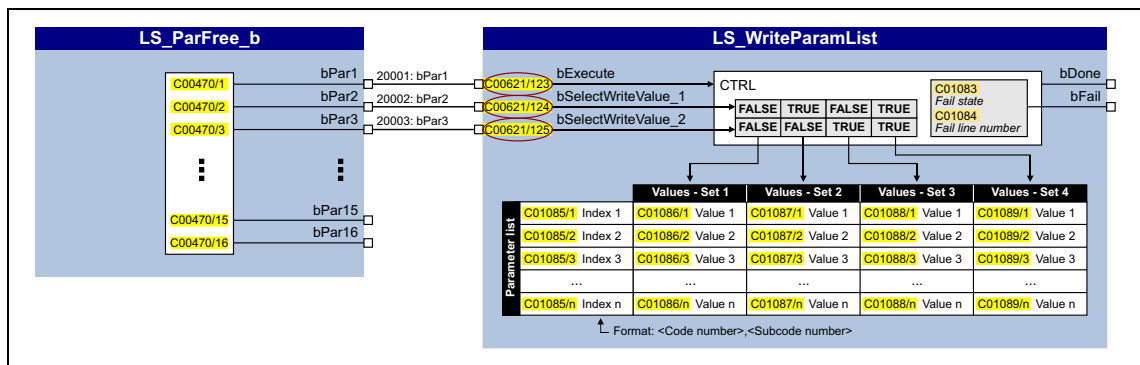 LS_ParFree_b
LS_WriteParamList
C00470/1
bPar1
20001: bPar1
C00621/123
bExecute
C00470/2
bPar2
20002: bPar2
C00621/124
bSelectWriteValue_1
C00470/3
bPar3
20003: bPar3
C00621/125
bSelectWriteValue_2
CTRL
FALSE TRUE FALSE TRUE
FALSE FALSE TRUE TRUE
C01083
Fail state
C01084
Fail line number
bDone
bFail
C00470/15
bPar15
C00470/16
bPar16
Values - Set 1 Values - Set 2 Values - Set 3 Values - Set 4
Parameter list
C01085/1 Index 1 C01086/1 Value 1 C01087/1 Value 1 C01088/1 Value 1 C01089/1 Value 1
C01085/2 Index 2 C01086/2 Value 2 C01087/2 Value 2 C01088/2 Value 2 C01089/2 Value 2
C01085/3 Index 3 C01086/3 Value 3 C01087/3 Value 3 C01088/3 Value 3 C01089/3 Value 3
... ... ... ... ...
C01085/n Index n C01086/n Value n C01087/n Value n C01088/n Value n C01089/n Value n
Format: <Code number>,<Subcode number>